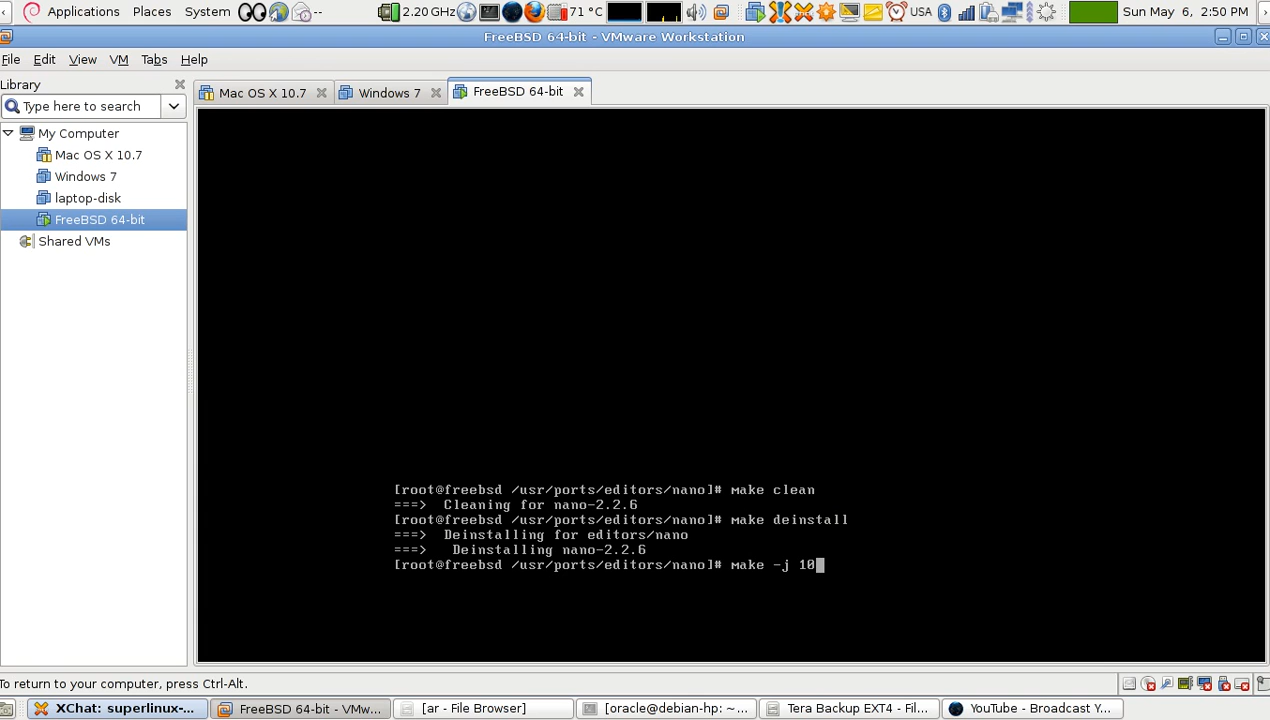 Applications Places System 2.20 GHz -- 71 °C USA Sun May 6, 2:50 PM
FreeBSD 64-bit - VMware Workstation
File Edit View VM Tabs Help
Library
Mac OS X 10.7 Windows 7 FreeBSD 64-bit
Type here to search
My Computer
Mac OS X 10.7
Windows 7
laptop-disk
FreeBSD 64-bit
Shared VMs
[root@freebsd /usr/ports/editors/nano]# make clean
===> Cleaning for nano-2.2.6
[root@freebsd /usr/ports/editors/nano]# make deinstall
===> Deinstalling for editors/nano
===> Deinstalling nano-2.2.6
[root@freebsd /usr/ports/editors/nano]# make -j 10
To return to your computer, press Ctrl-Alt.
XChat: superlinux-... FreeBSD 64-bit - VMw... [ar - File Browser] [oracle@debian-hp: ~... Tera Backup EXT4 - Fil... YouTube - Broadcast Y...